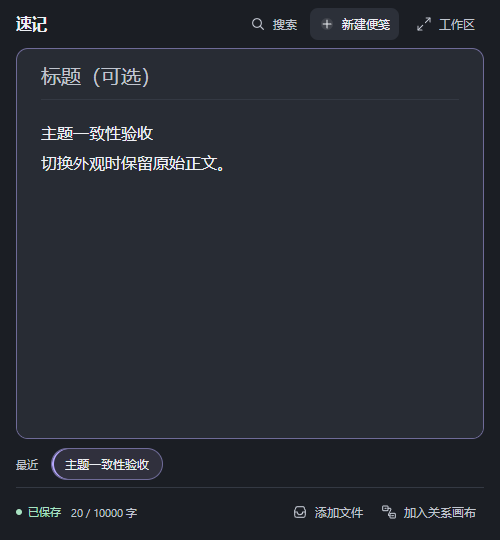 速记
搜索
新建便笺
工作区
标题（可选）
主题一致性验收
切换外观时保留原始正文。
最近
主题一致性验收
已保存
20 / 10000 字
添加文件
加入关系画布